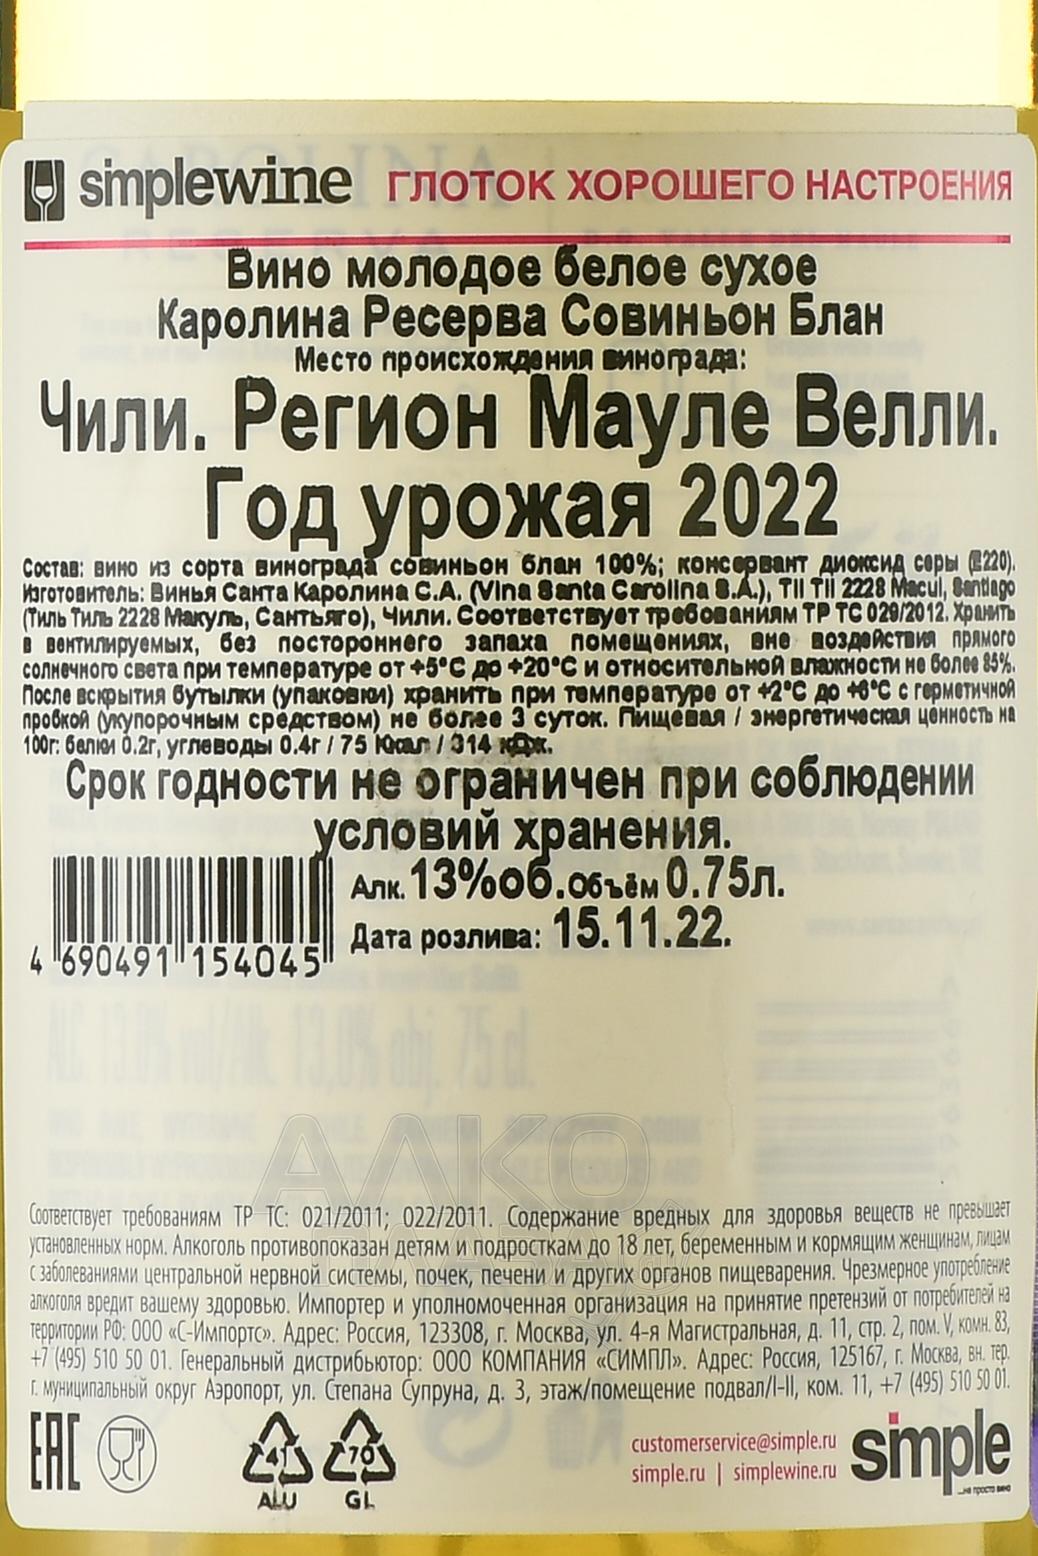 simplewine ГЛОТОК ХОРОШЕГО НАСТРОЕНИЯ
Вино молодое белое сухое
Каролина Ресерва Совиньон Блан
Место происхождения винограда:
Чили. Регион Мауле Велли.
Год урожая 2022
Состав: вино из сорта винограда совиньон блан 100%; консервант диоксид серы (E220).
Изготовитель: Винья Санта Каролина С.А. (Vina Santa Carolina S.A.), Til Til 2228 Macul, Santiago
(Тиль Тиль 2228 Макуль, Сантьяго), Чили. Соответствует требованиям ТР ТС 029/2012. Хранить
в вентилируемых, без постороннего запаха помещениях, вне воздействия прямого
солнечного света при температуре от +5°С до +20°С и относительной влажности не более 85%.
После вскрытия бутылки (упаковки) хранить при температуре от +2°С до +6°С с герметичной
пробкой (укупорочным средством) не более 3 суток. Пищевая / энергетическая ценность на
100г: белки 0.2г, углеводы 0.4г / 75 Ккал / 314 кДж.
Срок годности не ограничен при соблюдении
условий хранения.
Алк. 13%об. Объём 0.75л.
Дата розлива: 15.11.22.
4 690491 154045
АЛКО
ПЛАЗА
Соответствует требованиям ТР ТС: 021/2011; 022/2011. Содержание вредных для здоровья веществ не превышает
установленных норм. Алкоголь противопоказан детям и подросткам до 18 лет, беременным и кормящим женщинам, лицам
с заболеваниями центральной нервной системы, почек, печени и других органов пищеварения. Чрезмерное употребление
алкоголя вредит вашему здоровью. Импортер и уполномоченная организация на принятие претензий от потребителей на
территории РФ: ООО «С-Импортс». Адрес: Россия, 123308, г. Москва, ул. 4-я Магистральная, д. 11, стр. 2, пом. V, комн. 83,
+7 (495) 510 50 01. Генеральный дистрибьютор: ООО КОМПАНИЯ «СИМПЛ». Адрес: Россия, 125167, г. Москва, вн. тер.
г. муниципальный округ Аэропорт, ул. Степана Супруна, д. 3, этаж/помещение подвал/I-II, ком. 11, +7 (495) 510 50 01.
EAC
41
ALU
70
GL
customerservice@simple.ru
simple.ru | simplewine.ru
simple
...не просто вино